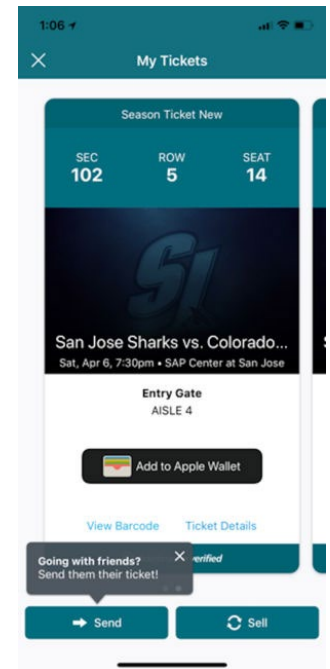 1:06
My Tickets
Season Ticket New
SEC ROW SEAT
102 5 14
SJ
San Jose Sharks vs. Colorado...
Sat, Apr 6, 7:30pm • SAP Center at San Jose
Entry Gate
AISLE 4
Add to Apple Wallet
View Barcode Ticket Details
verified
Going with friends?
Send them their ticket!
Send Sell